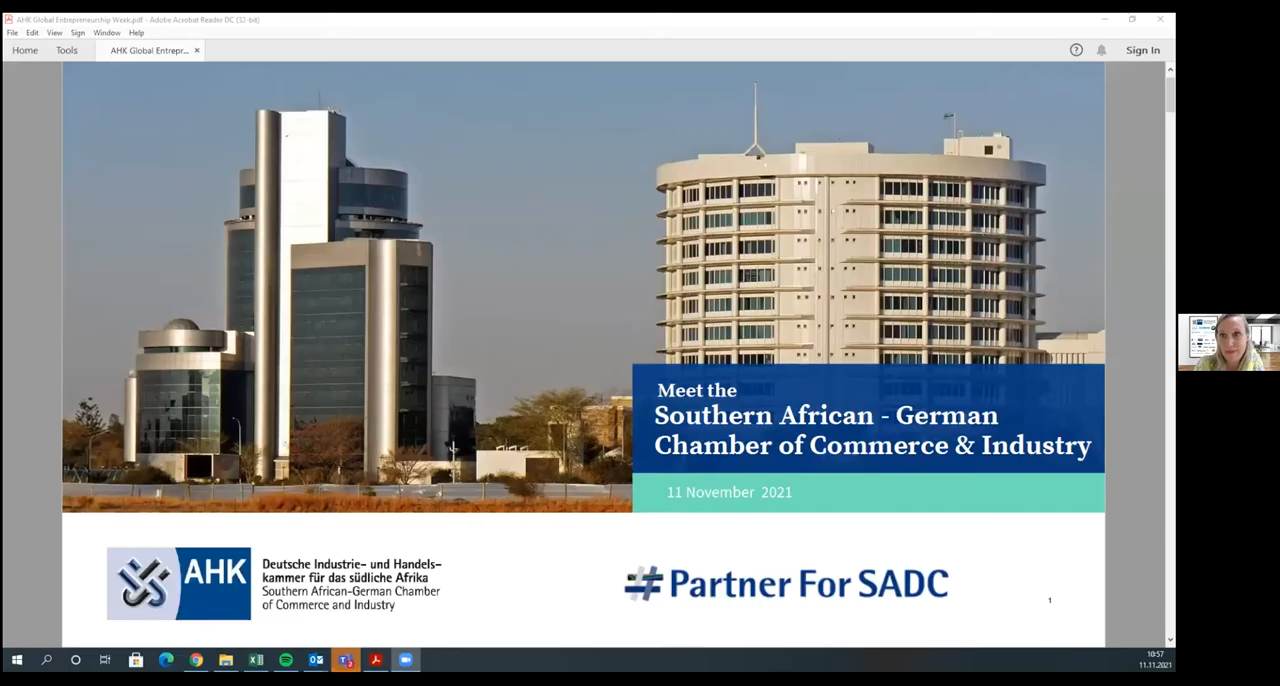 AHK Global Entrepreneurship Week.pdf - Adobe Acrobat Reader DC (32-bit)
File Edit View Sign Window Help
Home Tools AHK Global Entrepr... × Sign In
Meet the
Southern African - German
Chamber of Commerce & Industry
11 November 2021
AHK
Deutsche Industrie- und Handels-
kammer für das südliche Afrika
Southern African-German Chamber
of Commerce and Industry
#Partner For SADC
1
10:57
11.11.2021